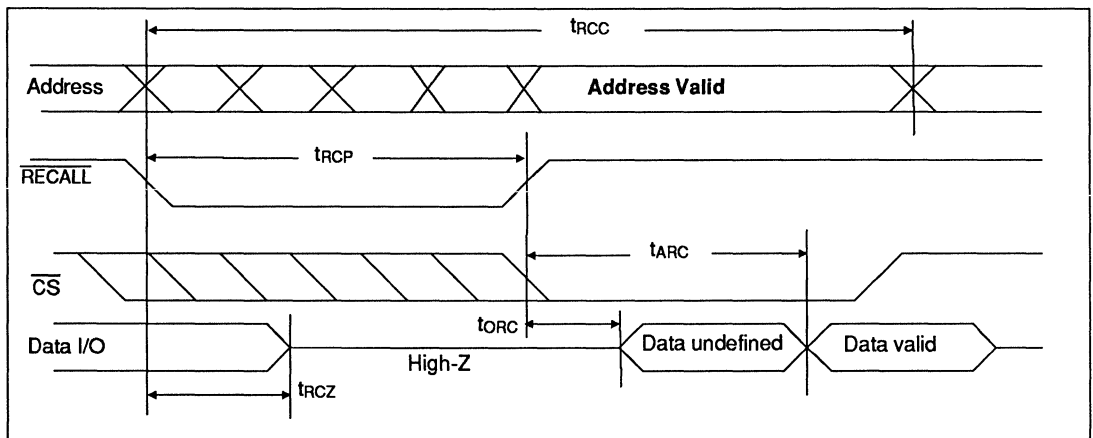 tRCC
Address
Address Valid
tRCP
RECALL
tARC
CS
tORC
Data I/O
Data undefined
Data valid
High-Z
tRCZ